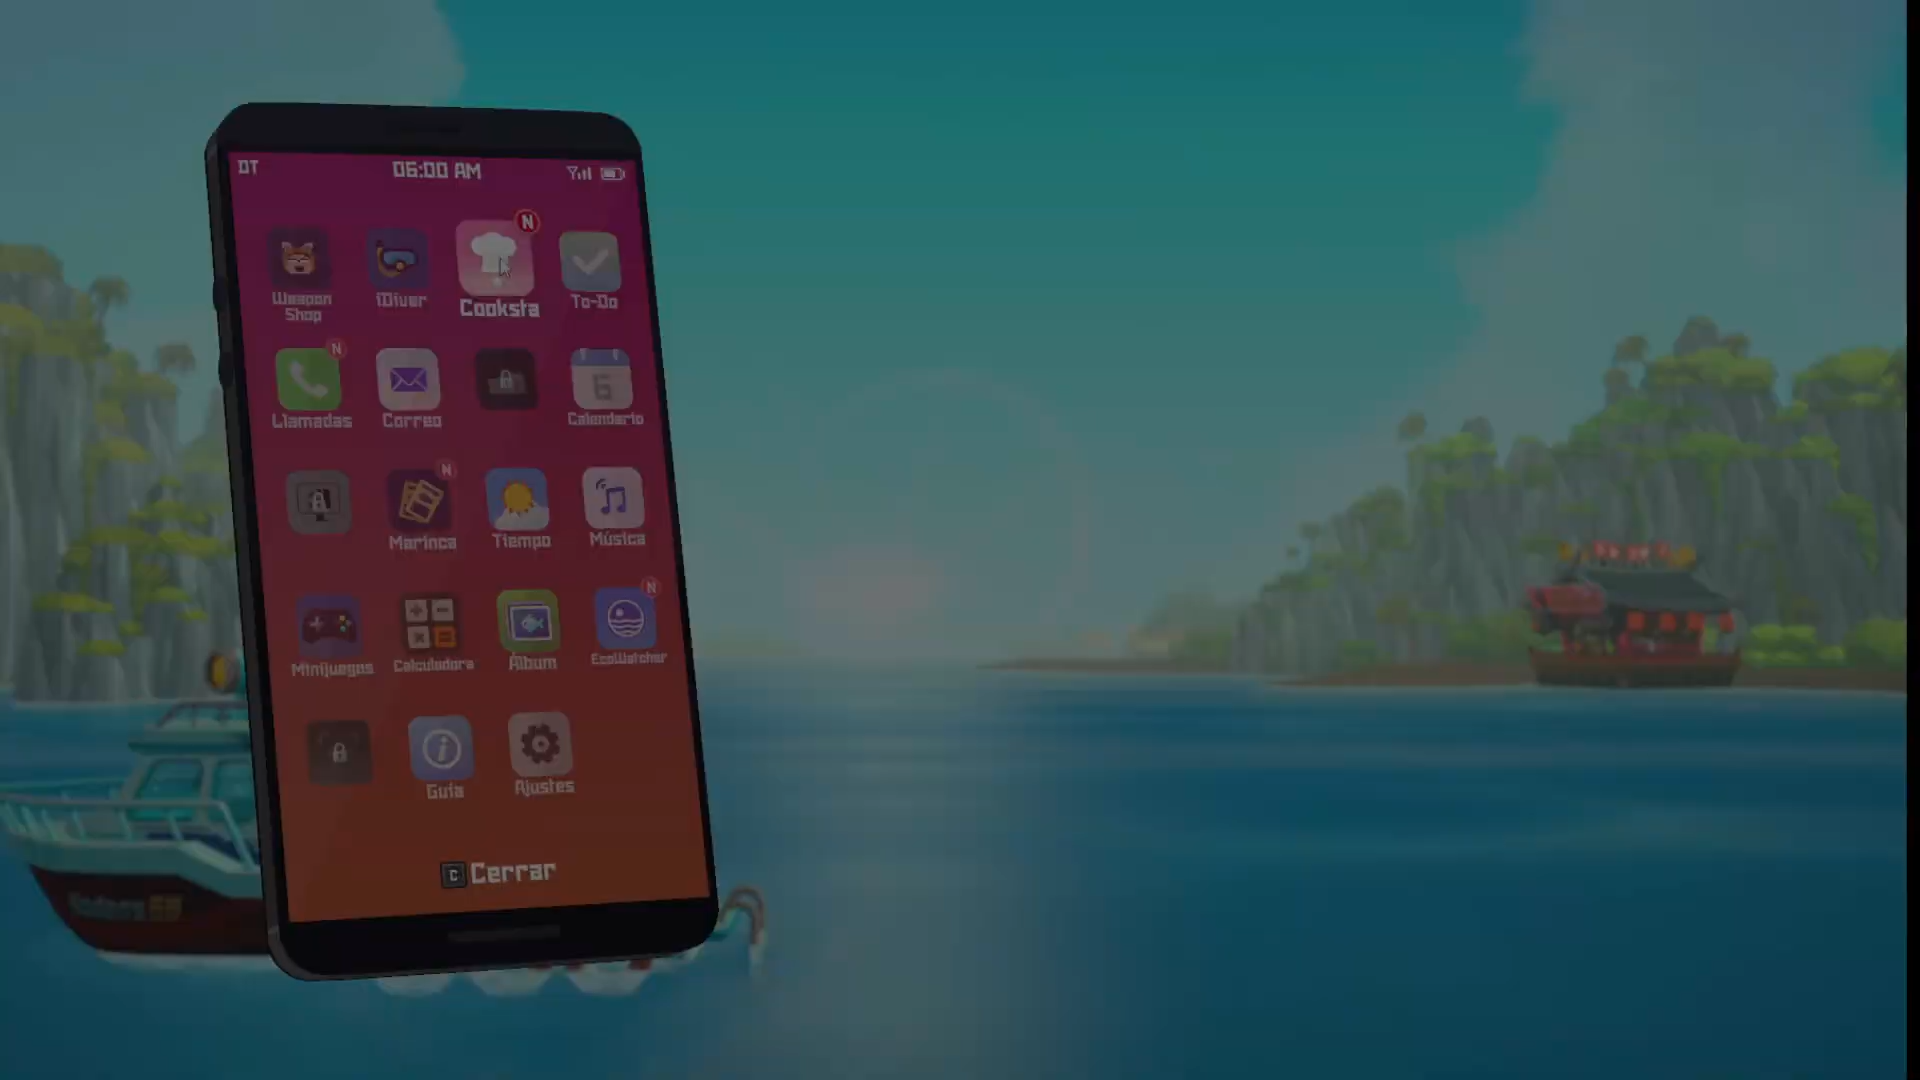 DT
06:00 AM
N
Weapon
Shop
iDiver
Cooksta
To-Do
N
Llamadas
Correo
6
Calendario
N
Marinca
Tiempo
Música
N
Minijuegos
Calculadora
Álbum
EcoWatcher
i
Guía
Ajustes
C Cerrar